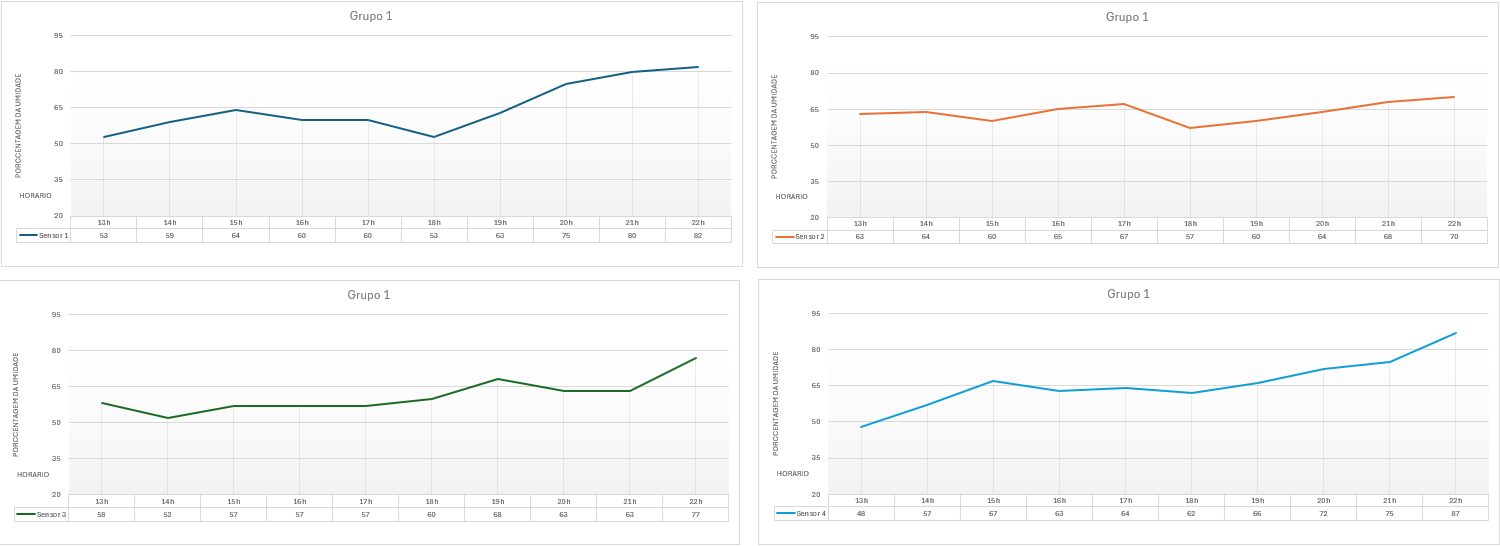 Grupo 1
95
80
65
50
35
20
PORCCENTAGEM DA UMIDADE
HORARIO
13h 14h 15h 16h 17h 18h 19h 20h 21h 22h
Sensor 1 53 59 64 60 60 53 63 75 80 82
Grupo 1
95
80
65
50
35
20
PORCCENTAGEM DA UMIDADE
HORARIO
13h 14h 15h 16h 17h 18h 19h 20h 21h 22h
Sensor 2 63 64 60 65 67 57 60 64 68 70
Grupo 1
95
80
65
50
35
20
PORCCENTAGEM DA UMIDADE
HORARIO
13h 14h 15h 16h 17h 18h 19h 20h 21h 22h
Sensor 3 58 52 57 57 57 60 68 63 63 77
Grupo 1
95
80
65
50
35
20
PORCCENTAGEM DA UMIDADE
HORARIO
13h 14h 15h 16h 17h 18h 19h 20h 21h 22h
Sensor 4 48 57 67 63 64 62 66 72 75 87